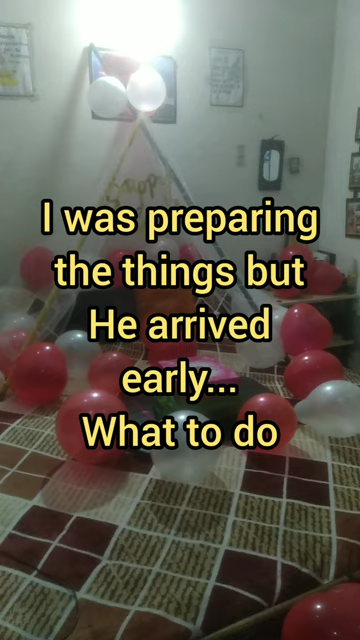 I was preparing
the things but
He arrived
early...
What to do